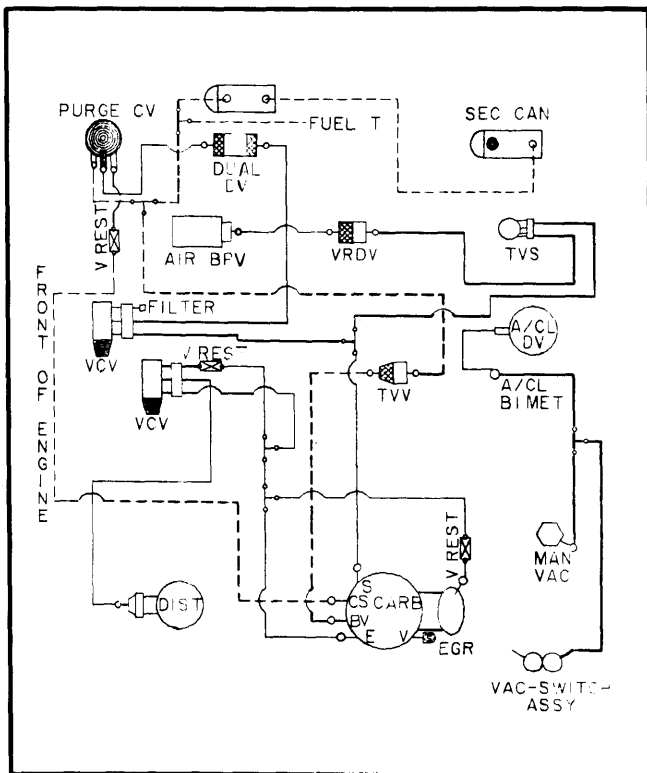 PURGE CV
FUEL T
SEC CAN
DUAL
DV
V REST
AIR BPV
VRDV
TVS
FRONT OF ENGINE
FILTER
A/CL
DV
VCV
V REST
TVV
A/CL
BIMET
VCV
V REST
MAN
VAC
S
CS CARB
BV
DIST
E
V
EGR
VAC-SWITCH
ASSY